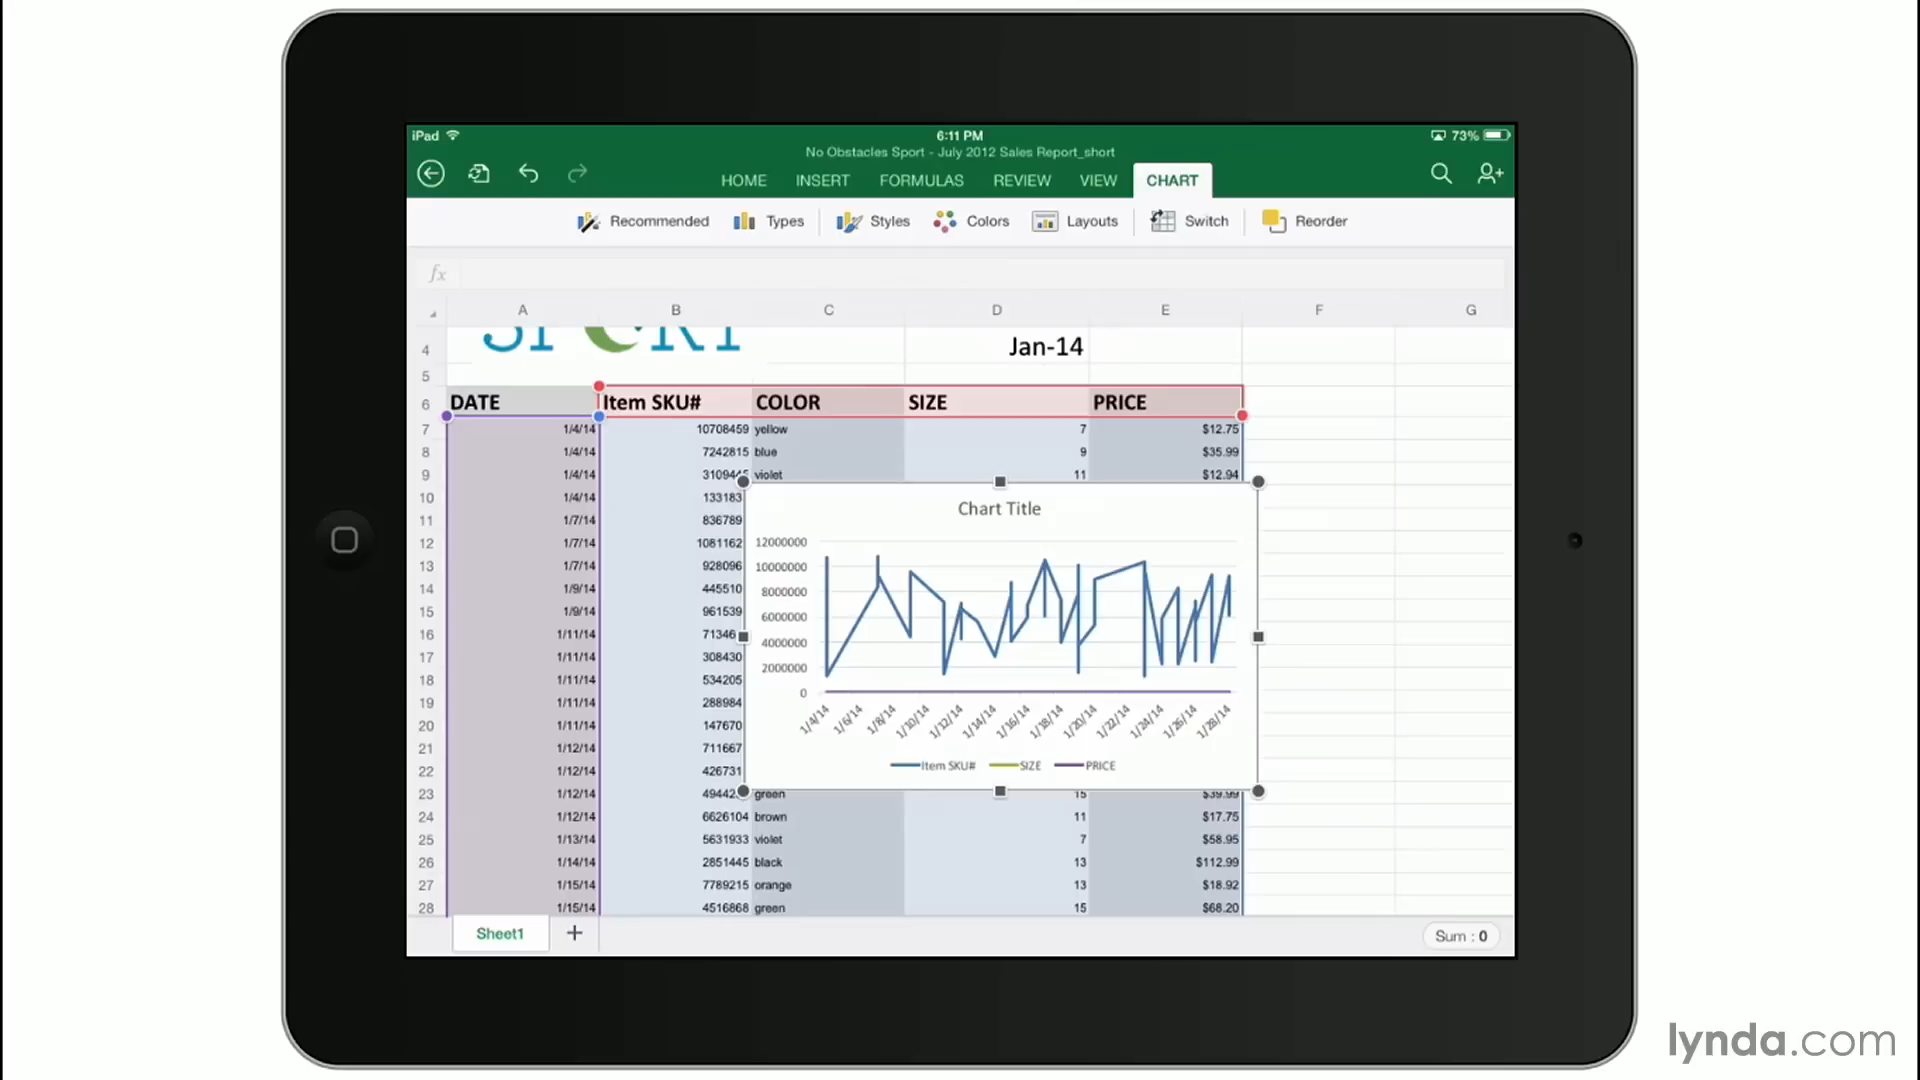 iPad 6:11 PM 73%
No Obstacles Sport - July 2012 Sales Report_short
HOME INSERT FORMULAS REVIEW VIEW CHART
Recommended Types Styles Colors Layouts Switch Reorder
fx
A B C D E F G
4 Jan-14
5
6 DATE Item SKU# COLOR SIZE PRICE
7 1/4/14 10708459 yellow 7 $12.75
8 1/4/14 7242815 blue 9 $35.99
9 1/4/14 violet 11 $12.94
10 1/4/14 133183
11 1/7/14 836789
12 1/7/14 1081162
13 1/7/14 928096
14 1/9/14 445510
15 1/9/14 961539
16 1/11/14
17 1/11/14 308430
18 1/11/14 534205
19 1/11/14 288984
20 1/11/14 147670
21 1/12/14 711667
22 1/12/14 426731
23 1/12/14 green 15 $39.99
24 1/12/14 6626104 brown 11 $17.75
25 1/13/14 5631933 violet 7 $58.95
26 1/14/14 2851445 black 13 $112.99
27 1/15/14 7789215 orange 13 $18.92
28 1/15/14 4516868 green 15 $68.20
Chart Title
12000000
10000000
8000000
6000000
4000000
2000000
0
1/4/14 1/6/14 1/8/14 1/10/14 1/12/14 1/14/14 1/16/14 1/18/14 1/20/14 1/22/14 1/24/14 1/26/14 1/28/14
Item SKU# SIZE PRICE
Sheet1 + Sum : 0
lynda.com